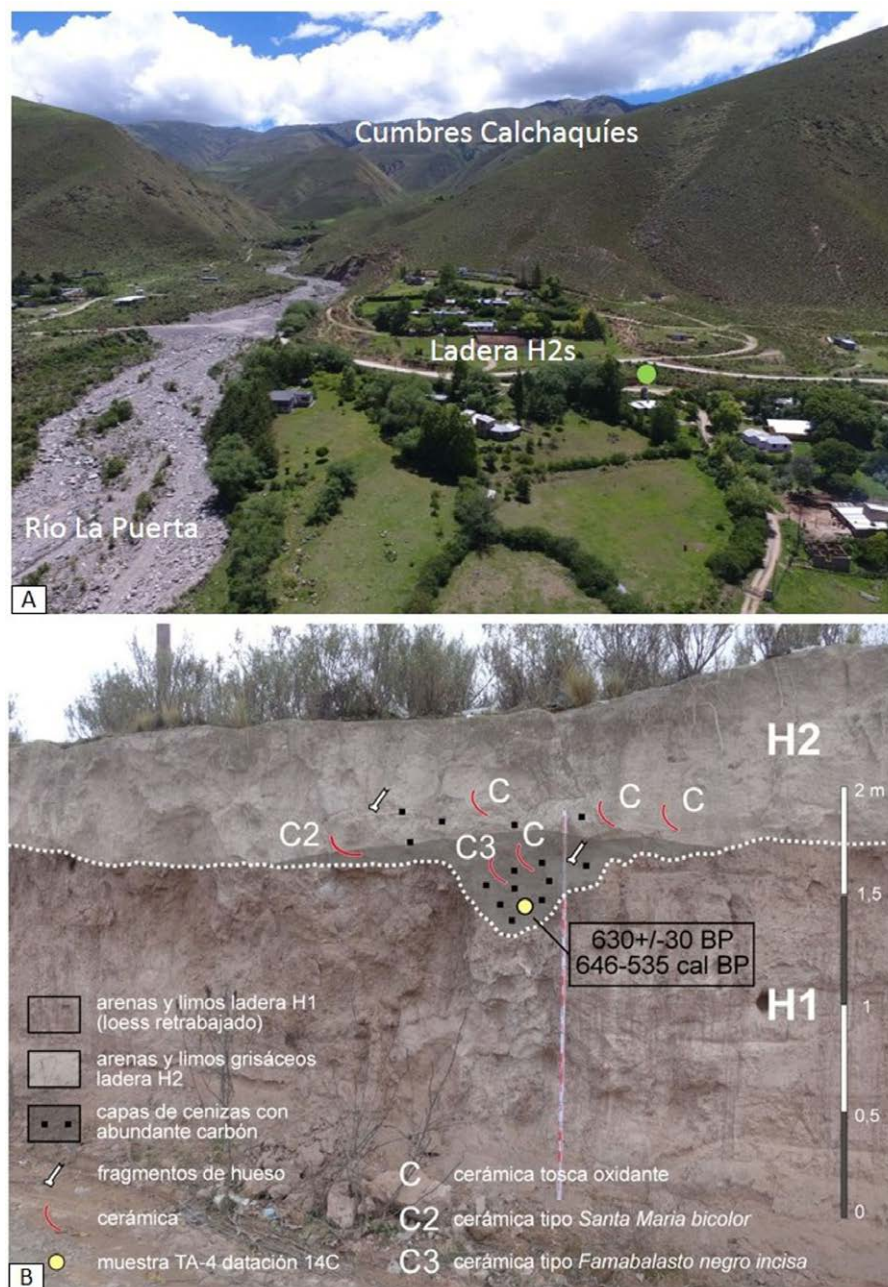 Cumbres Calchaquíes
Ladera H2s
Río La Puerta
A
H2
C
C
C
C2
C3
C
2 m
1,5
630+/-30 BP
646-535 cal BP
H1
1
arenas y limos ladera H1
(loess retrabajado)
arenas y limos grisáceos
ladera H2
capas de cenizas con
abundante carbón
0,5
fragmentos de hueso
C cerámica tosca oxidante
0
cerámica
C2 cerámica tipo Santa Maria bicolor
muestra TA-4 datación 14C
C3 cerámica tipo Famabalasto negro incisa
B